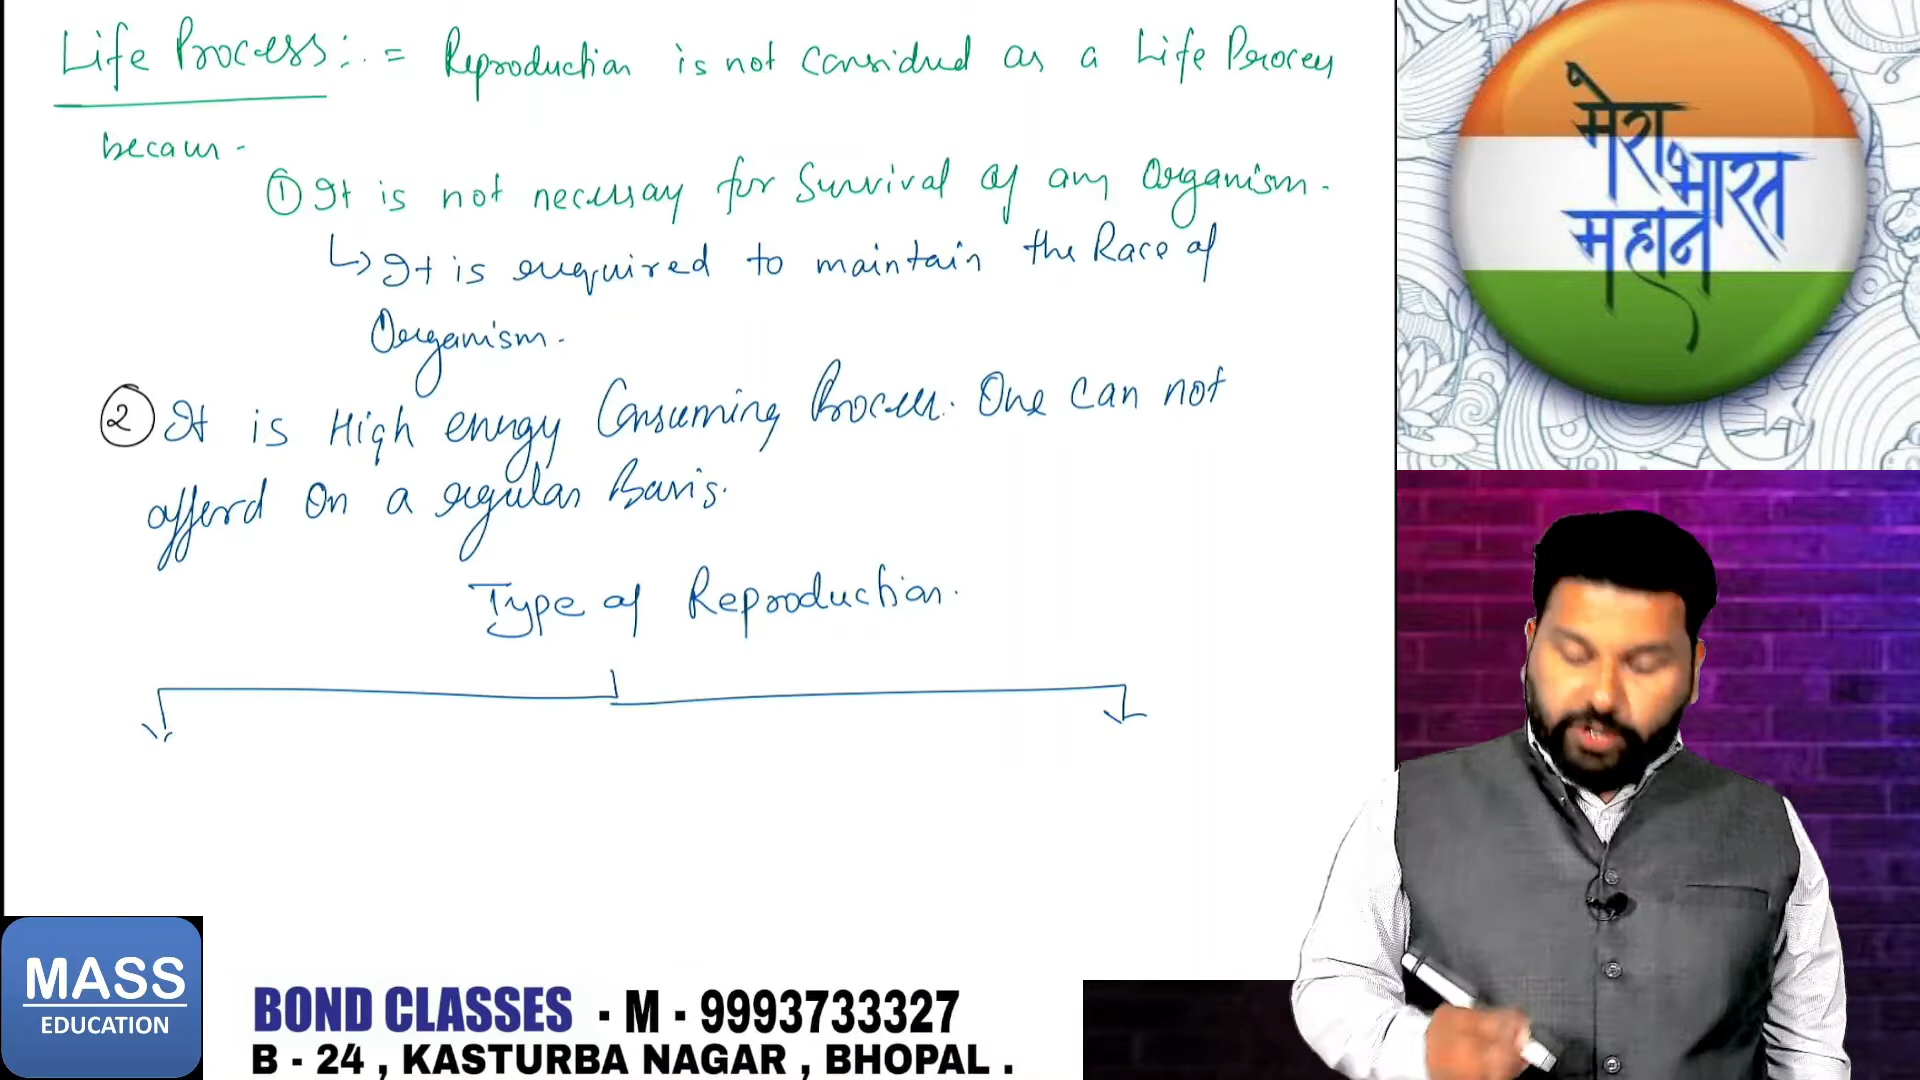 Life Process :- = Reproduction is not considered as a Life Process
because -
① It is not necessary for Survival of any Organism.
↳ It is required to maintain the Race of
Organism.
② It is High energy Consuming Process. One can not
afford On a regular Basis.
Type of Reproduction.
मेरा
भारत
महान
MASS
EDUCATION
BOND CLASSES - M - 9993733327
B - 24 , KASTURBA NAGAR , BHOPAL .